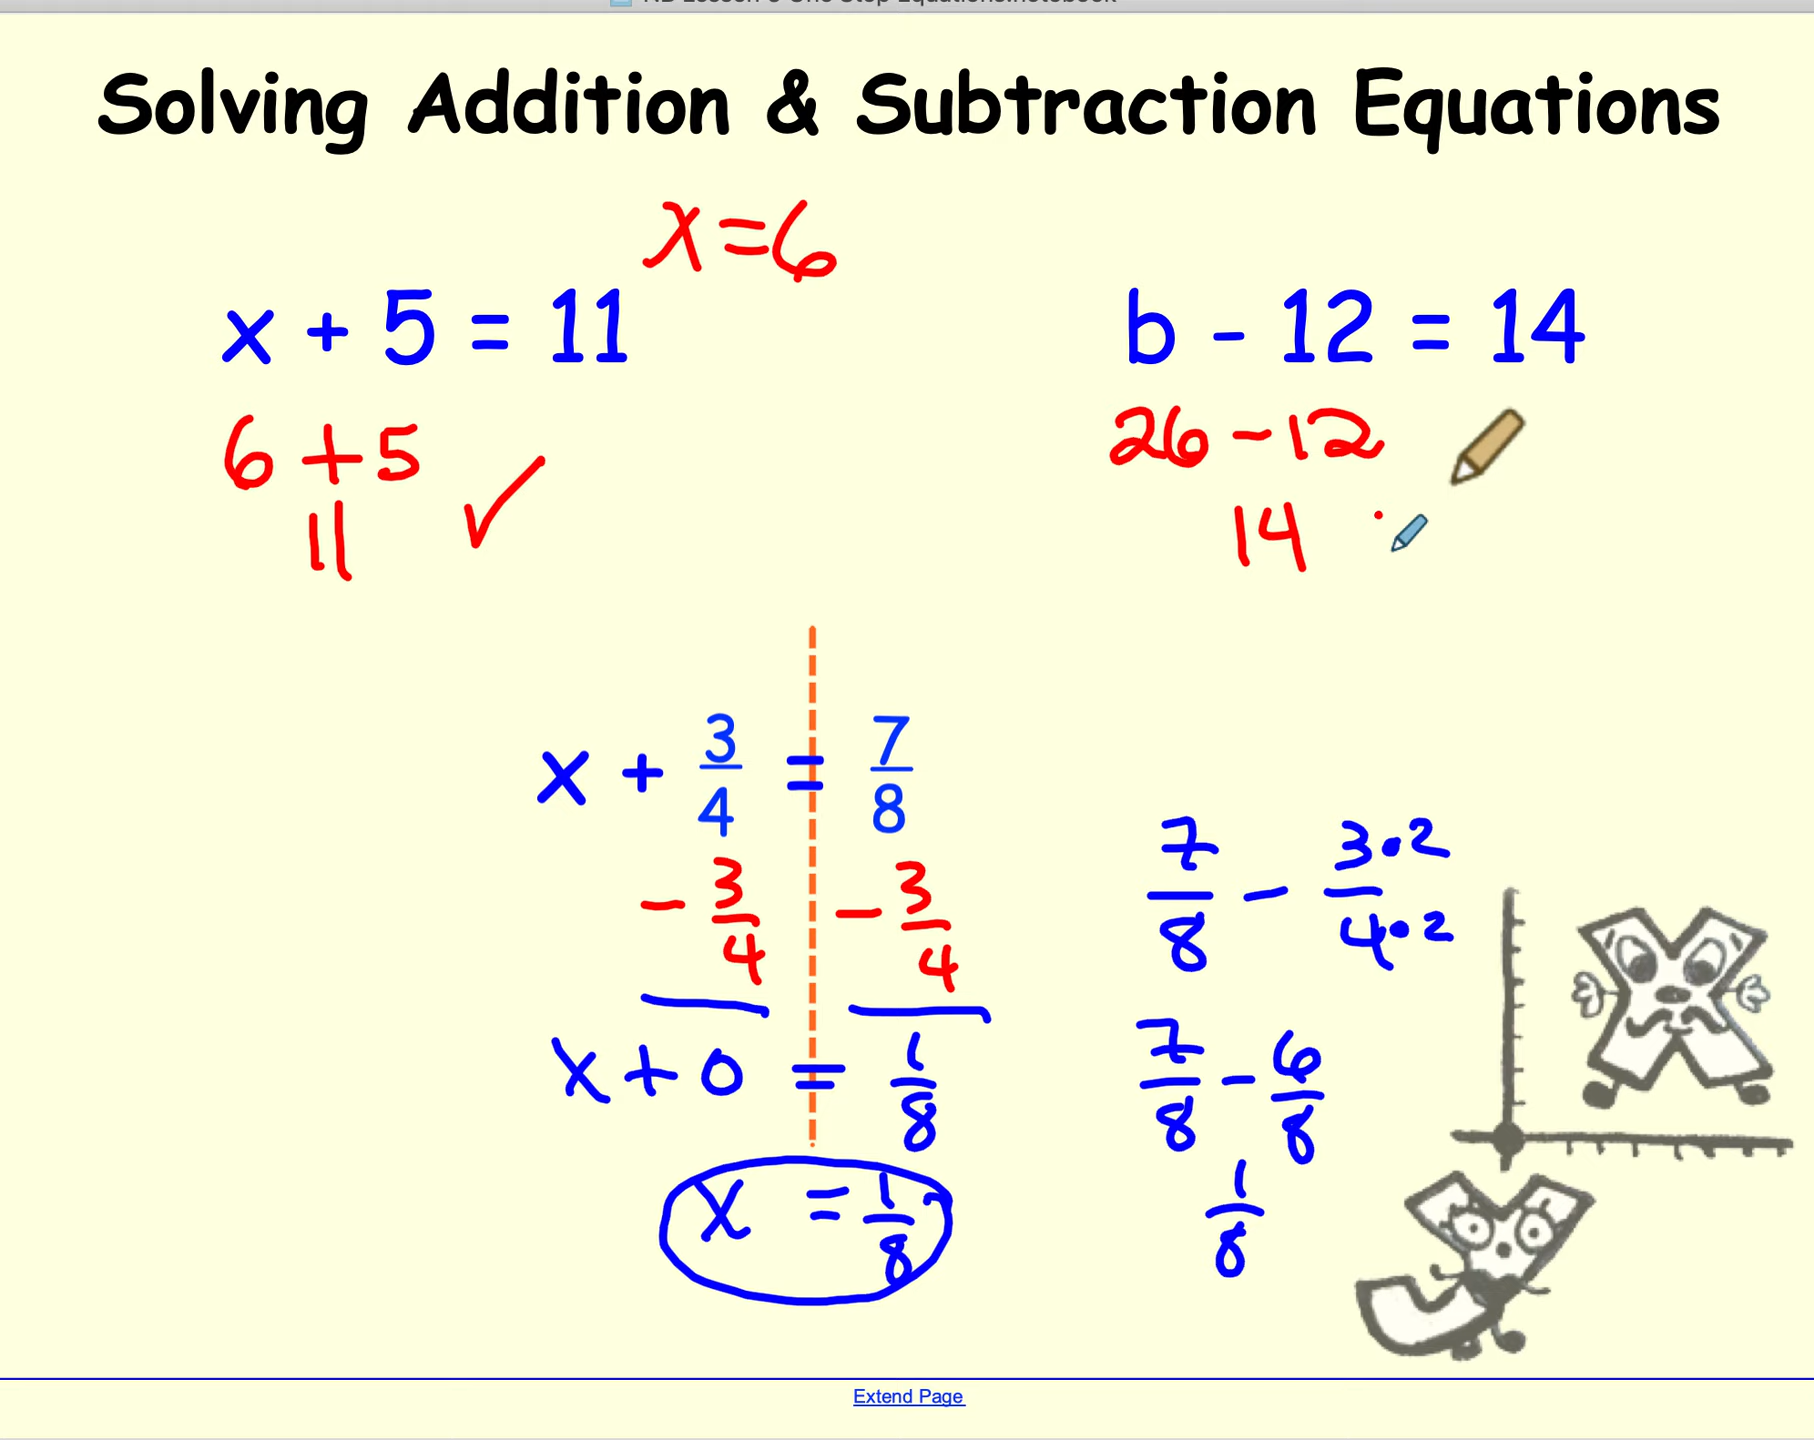 Solving Addition & Subtraction Equations
x=6
x + 5 = 11
6 + 5
11 ✓
b - 12 = 14
26 - 12
14
x + 3/4 = 7/8
- 3/4 - 3/4
x + 0 = 1/8
x = 1/8
7/8 - 3·2/4·2
7/8 - 6/8
1/8
Extend Page